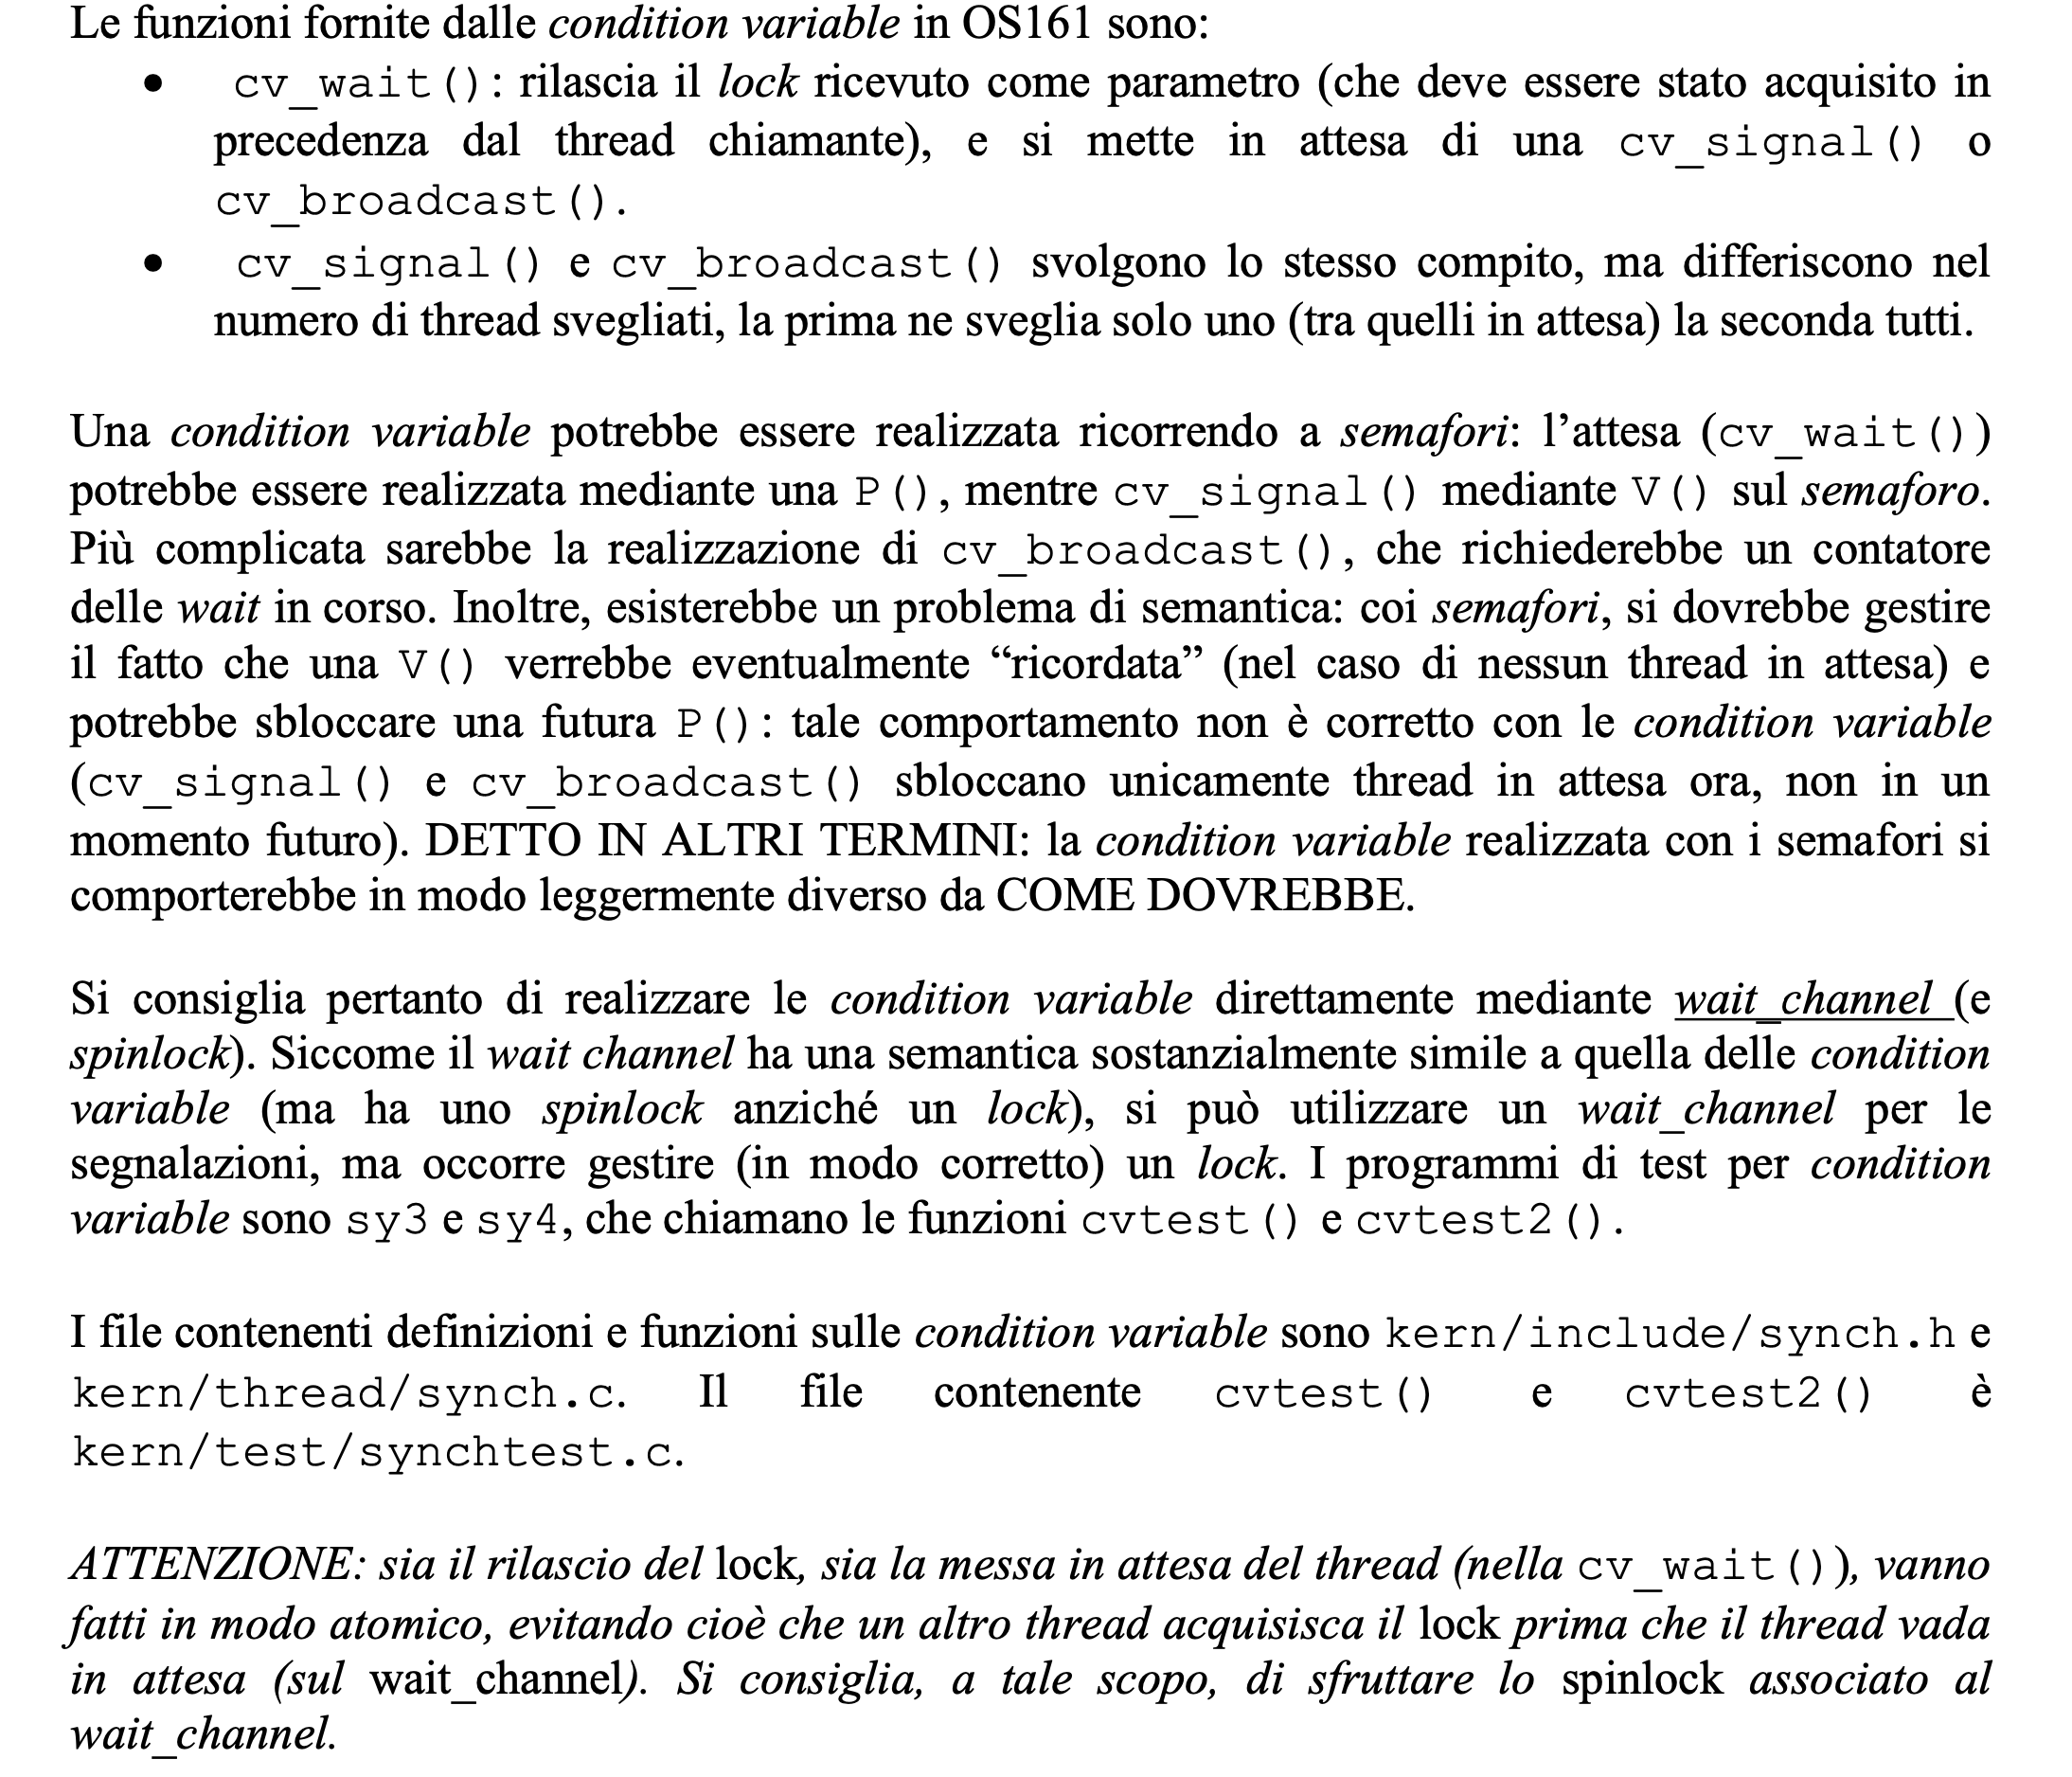 Le funzioni fornite dalle condition variable in OS161 sono:
• cv_wait(): rilascia il lock ricevuto come parametro (che deve essere stato acquisito in
precedenza dal thread chiamante), e si mette in attesa di una cv_signal() o
cv_broadcast().
• cv_signal() e cv_broadcast() svolgono lo stesso compito, ma differiscono nel
numero di thread svegliati, la prima ne sveglia solo uno (tra quelli in attesa) la seconda tutti.
Una condition variable potrebbe essere realizzata ricorrendo a semafori: l’attesa (cv_wait())
potrebbe essere realizzata mediante una P(), mentre cv_signal() mediante V() sul semaforo.
Più complicata sarebbe la realizzazione di cv_broadcast(), che richiederebbe un contatore
delle wait in corso. Inoltre, esisterebbe un problema di semantica: coi semafori, si dovrebbe gestire
il fatto che una V() verrebbe eventualmente “ricordata” (nel caso di nessun thread in attesa) e
potrebbe sbloccare una futura P(): tale comportamento non è corretto con le condition variable
(cv_signal() e cv_broadcast() sbloccano unicamente thread in attesa ora, non in un
momento futuro). DETTO IN ALTRI TERMINI: la condition variable realizzata con i semafori si
comporterebbe in modo leggermente diverso da COME DOVREBBE.
Si consiglia pertanto di realizzare le condition variable direttamente mediante wait_channel (e
spinlock). Siccome il wait channel ha una semantica sostanzialmente simile a quella delle condition
variable (ma ha uno spinlock anziché un lock), si può utilizzare un wait_channel per le
segnalazioni, ma occorre gestire (in modo corretto) un lock. I programmi di test per condition
variable sono sy3 e sy4, che chiamano le funzioni cvtest() e cvtest2().
I file contenenti definizioni e funzioni sulle condition variable sono kern/include/synch.h e
kern/thread/synch.c. Il file contenente cvtest() e cvtest2() è
kern/test/synchtest.c.
ATTENZIONE: sia il rilascio del lock, sia la messa in attesa del thread (nella cv_wait()), vanno
fatti in modo atomico, evitando cioè che un altro thread acquisisca il lock prima che il thread vada
in attesa (sul wait_channel). Si consiglia, a tale scopo, di sfruttare lo spinlock associato al
wait_channel.